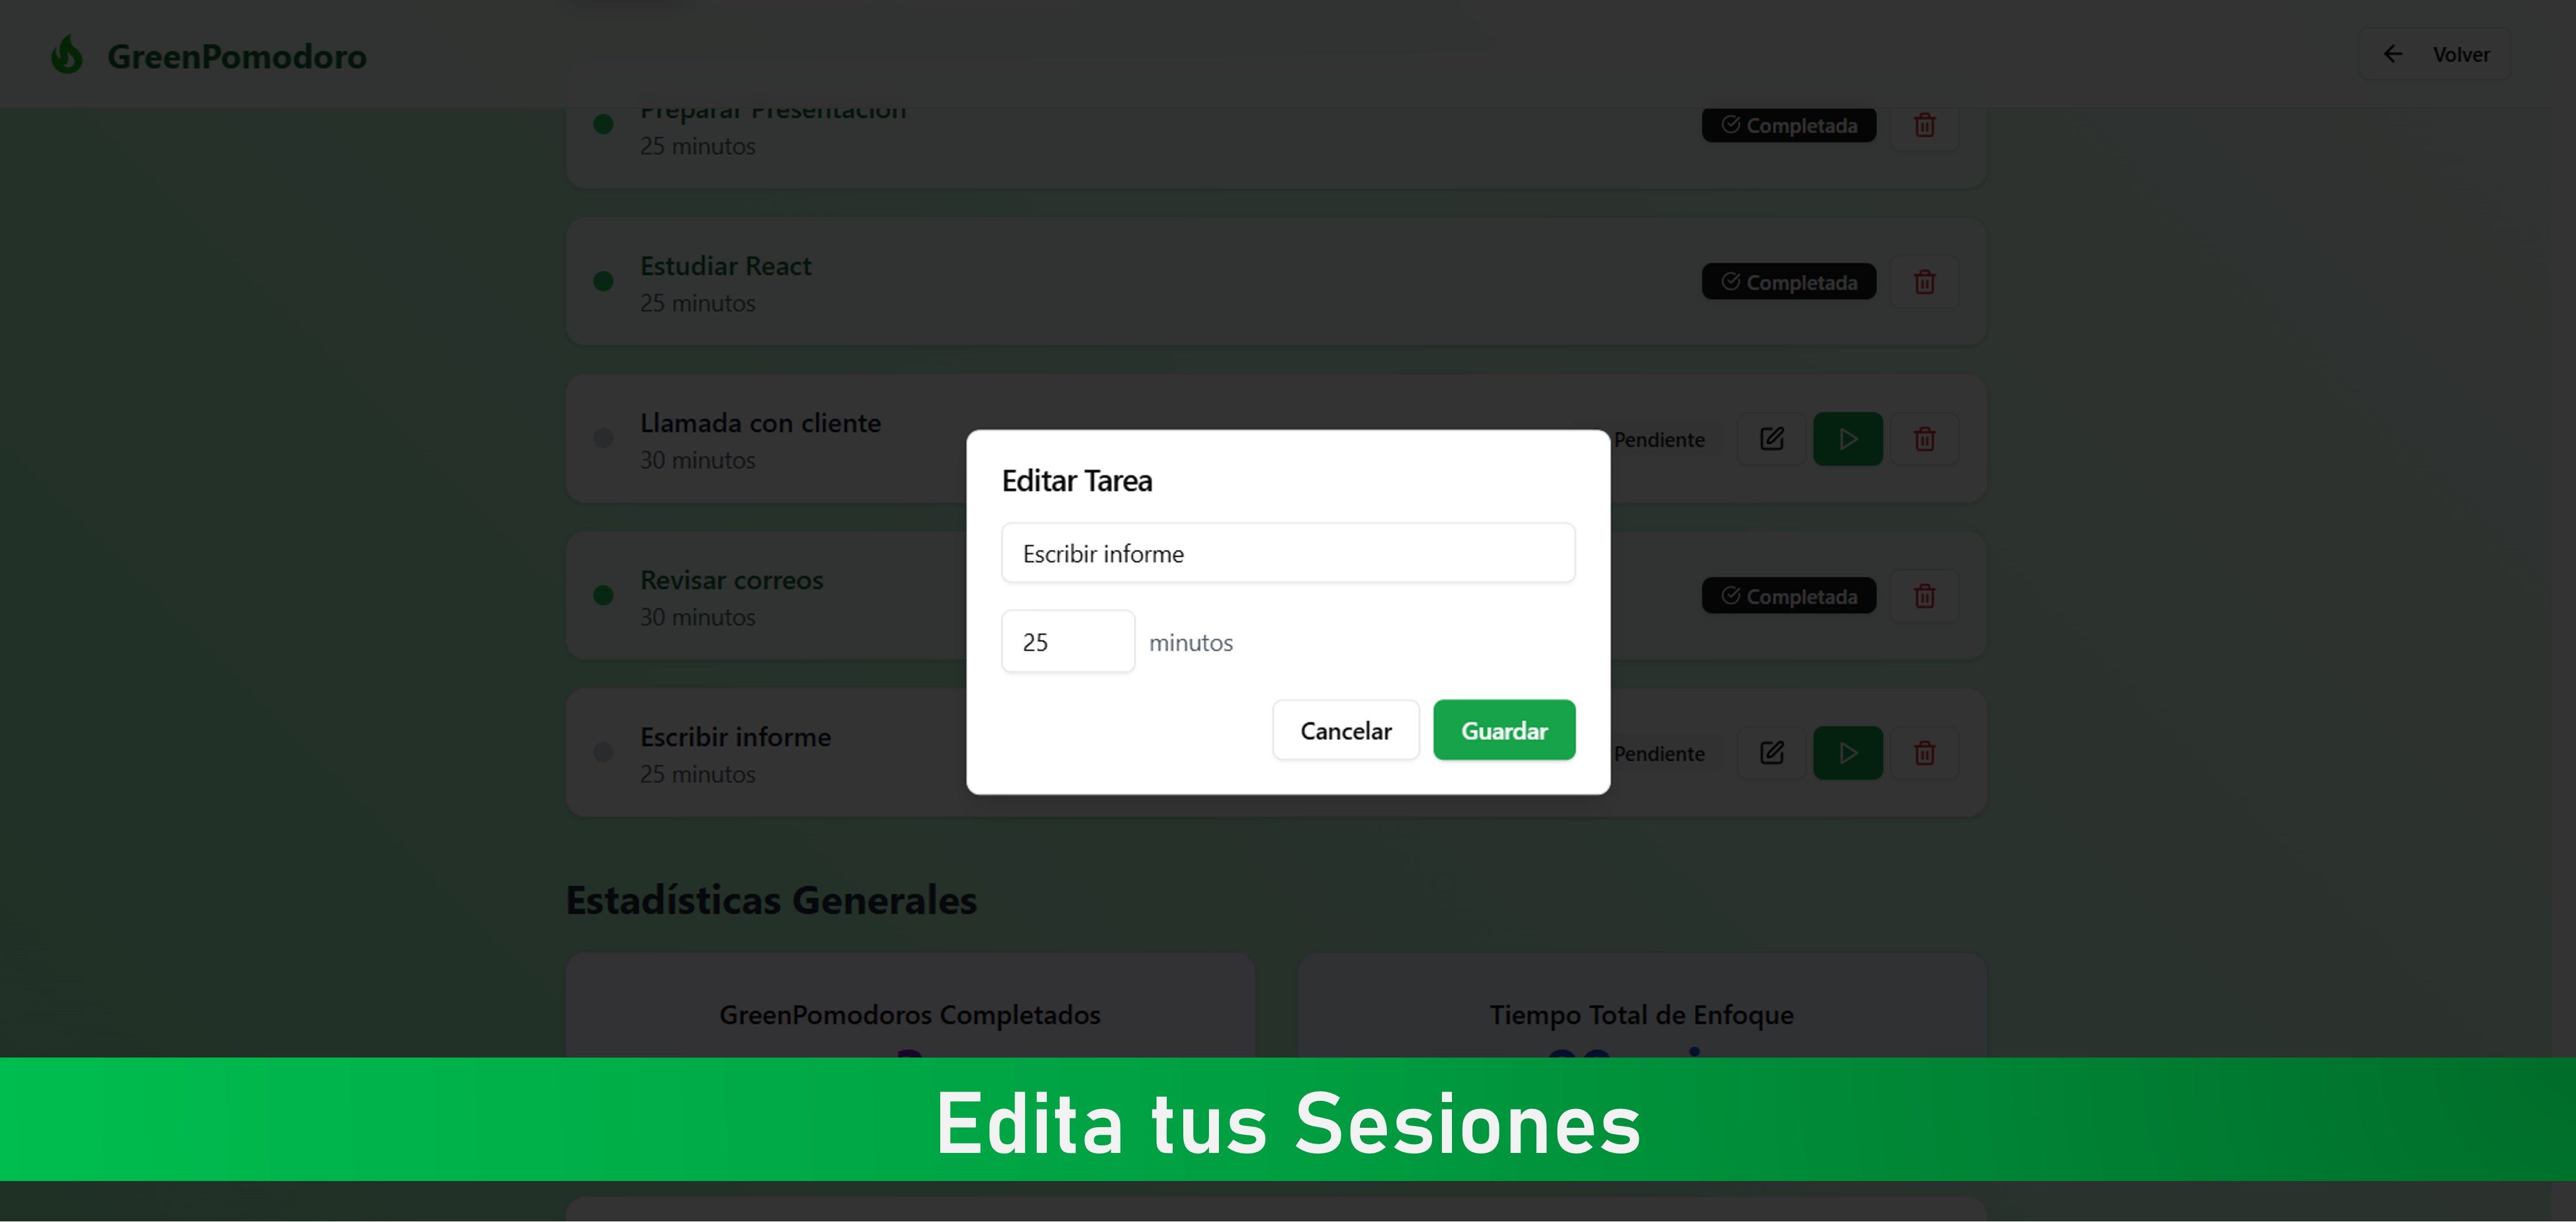 GreenPomodoro
Volver
Preparar Presentación
25 minutos
Completada
Estudiar React
25 minutos
Completada
Llamada con cliente
30 minutos
Pendiente
Revisar correos
30 minutos
Completada
Escribir informe
25 minutos
Pendiente
Editar Tarea
Escribir informe
25 minutos
Cancelar
Guardar
Estadísticas Generales
GreenPomodoros Completados
Tiempo Total de Enfoque
Edita tus Sesiones